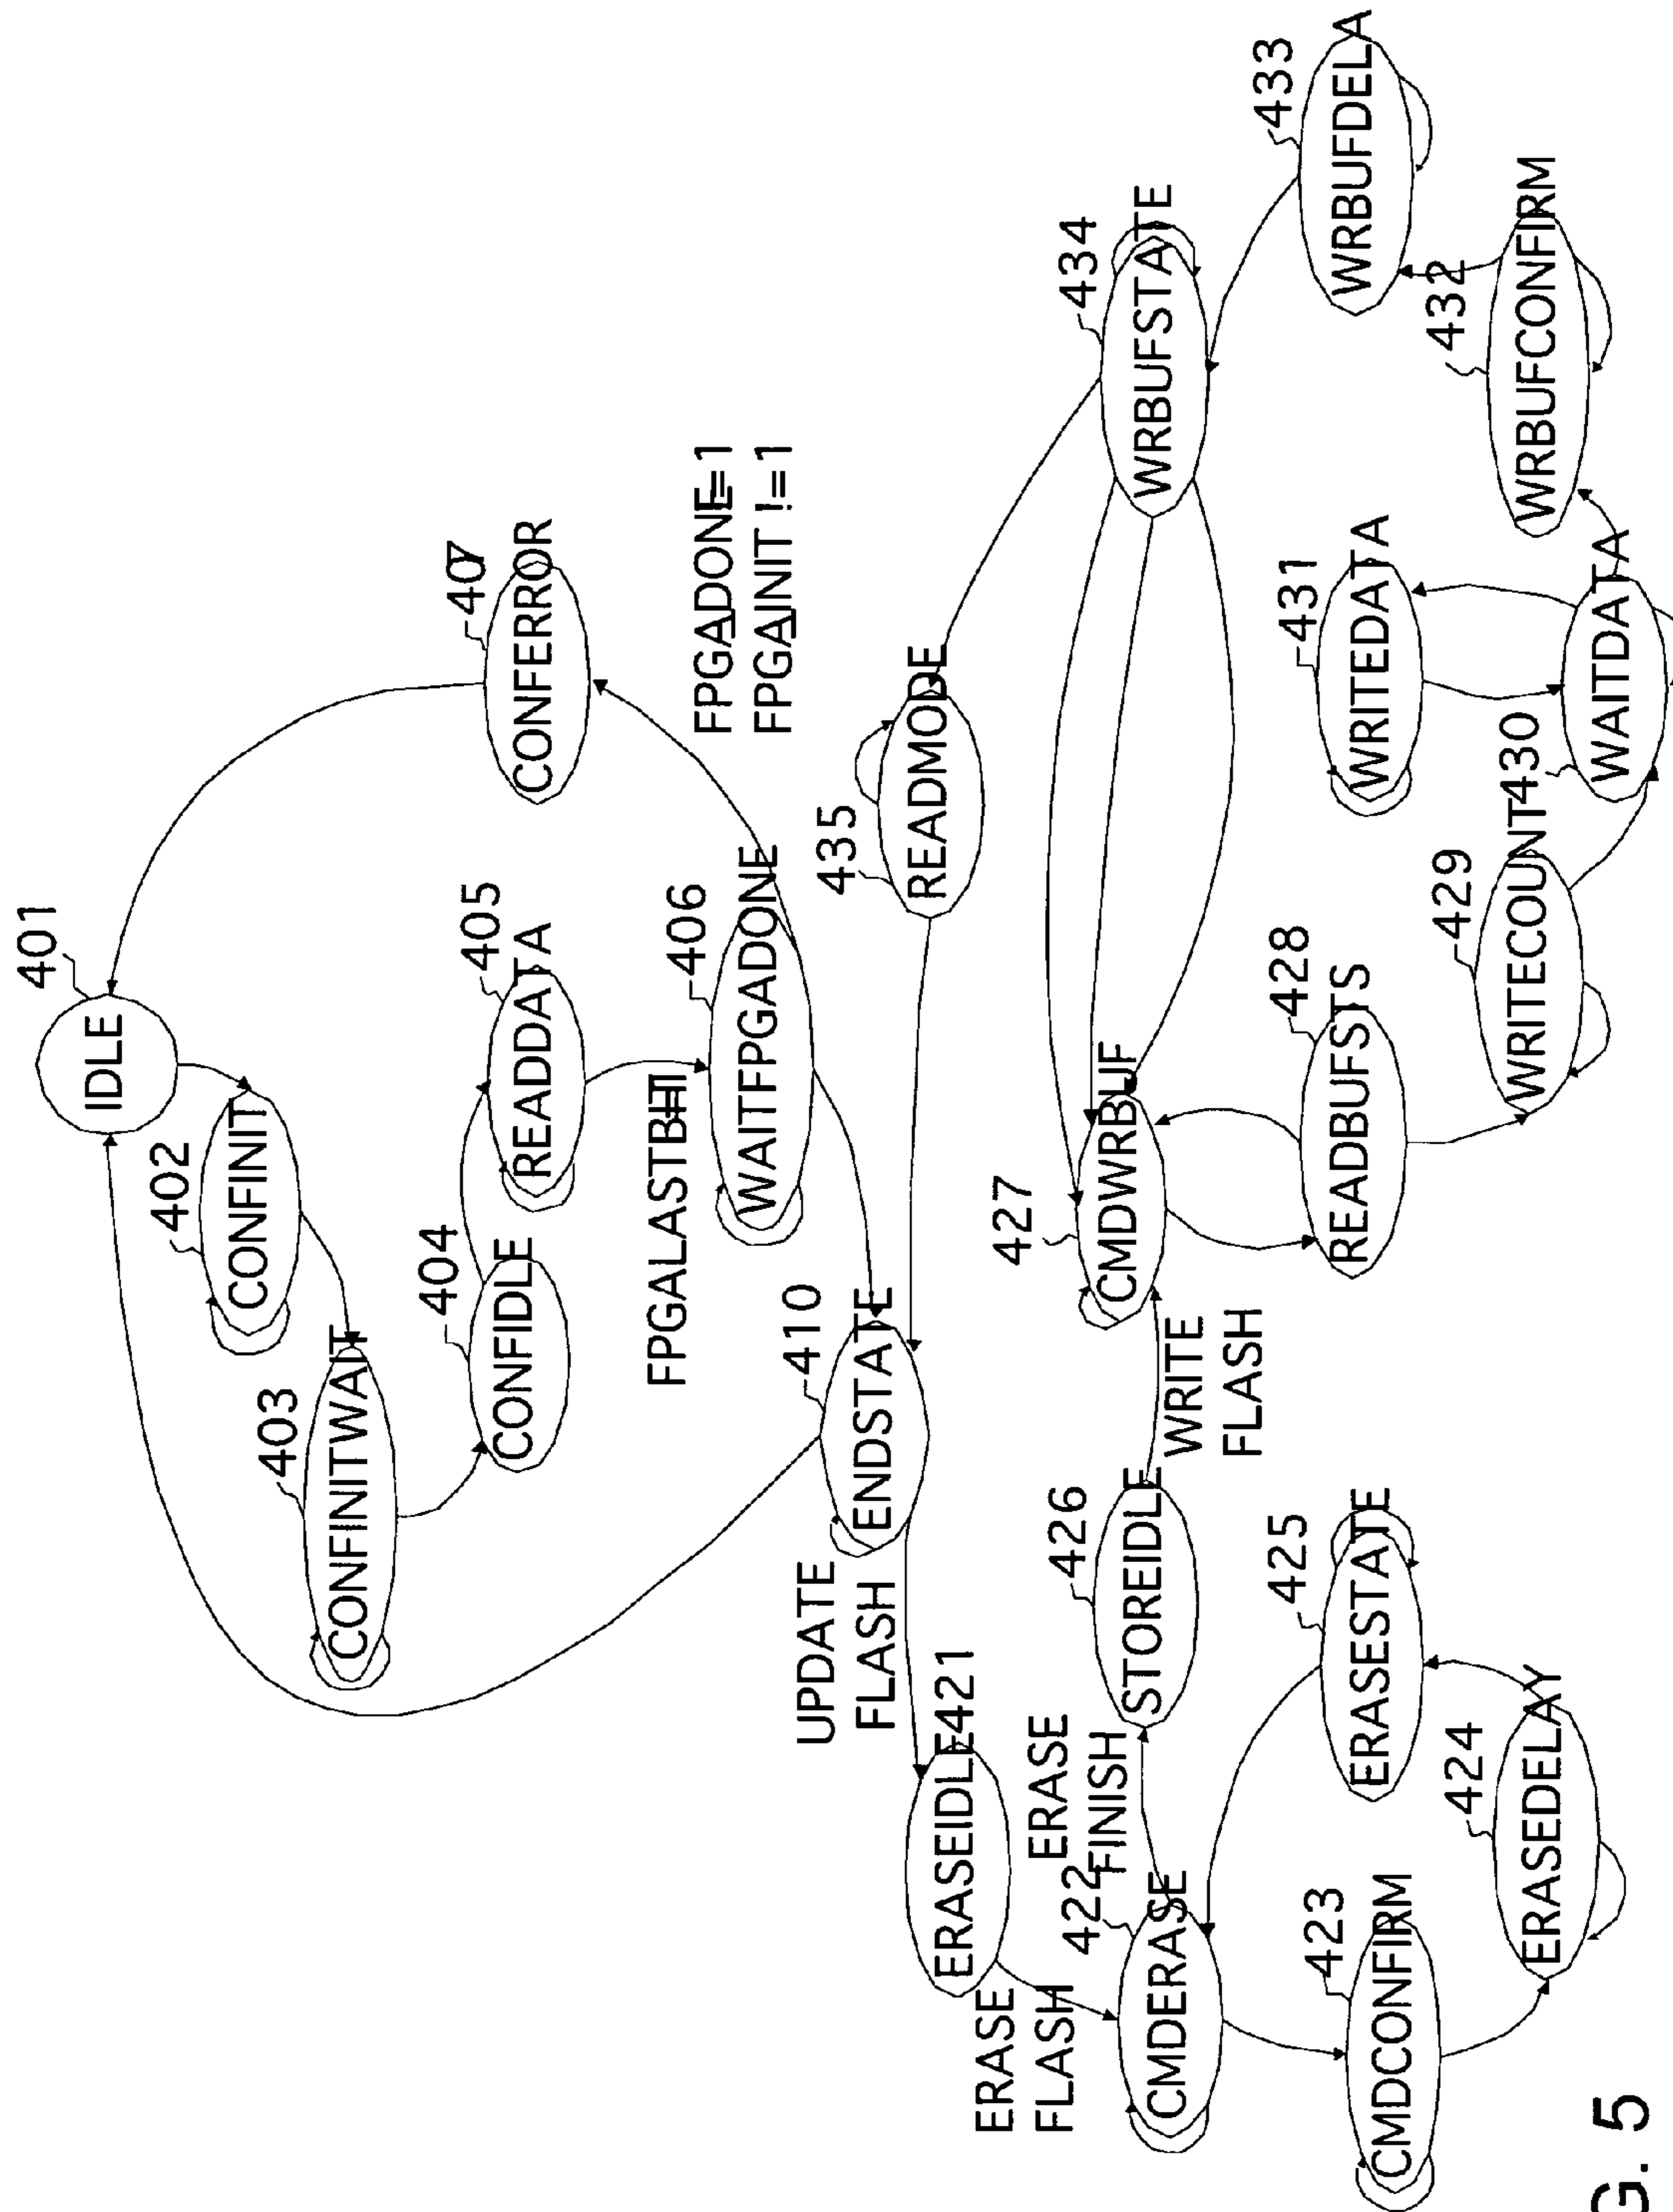 401
IDLE
402
CONFINIT
403
CONFINITWAIT
404
CONFIDLE
405
READDATA
407
CONFERROR
FPGALASTBHT
406
WAITFPGADONE
FPGADONE!=1
FPGAINIT !=1
410
ENDSTATE
UPDATE
FLASH
435
READMODE
421
ERASEIDLE
ERASE
FLASH
ERASE
FINISH
422
CMDERASE
426
STOREIDLE
WRITE
FLASH
427
CMDWRBUF
434
WRBUFSTATE
423
CMDCONFIRM
425
ERASESTATE
424
ERASEDELAY
428
READBUFSTS
429
WRITECOUNT
430
WAITDATA
431
WRITEDATA
432
WRBUFCONFIRM
433
WRBUFDELA
G. 5